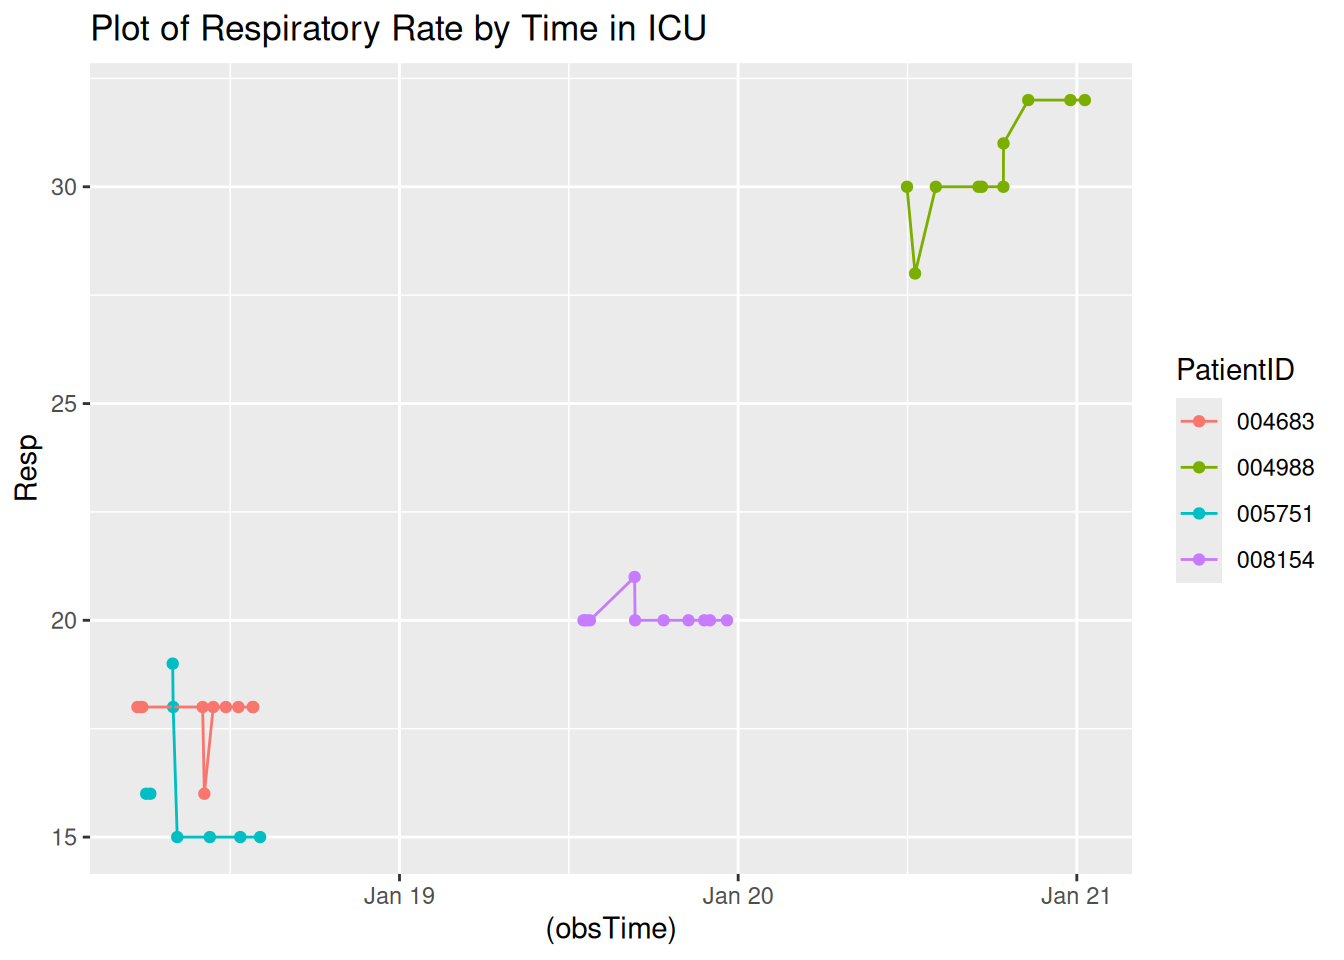 Plot of Respiratory Rate by Time in ICU
30
25
20
15
Resp
Jan 19
Jan 20
Jan 21
(obsTime)
PatientID
004683
004988
005751
008154